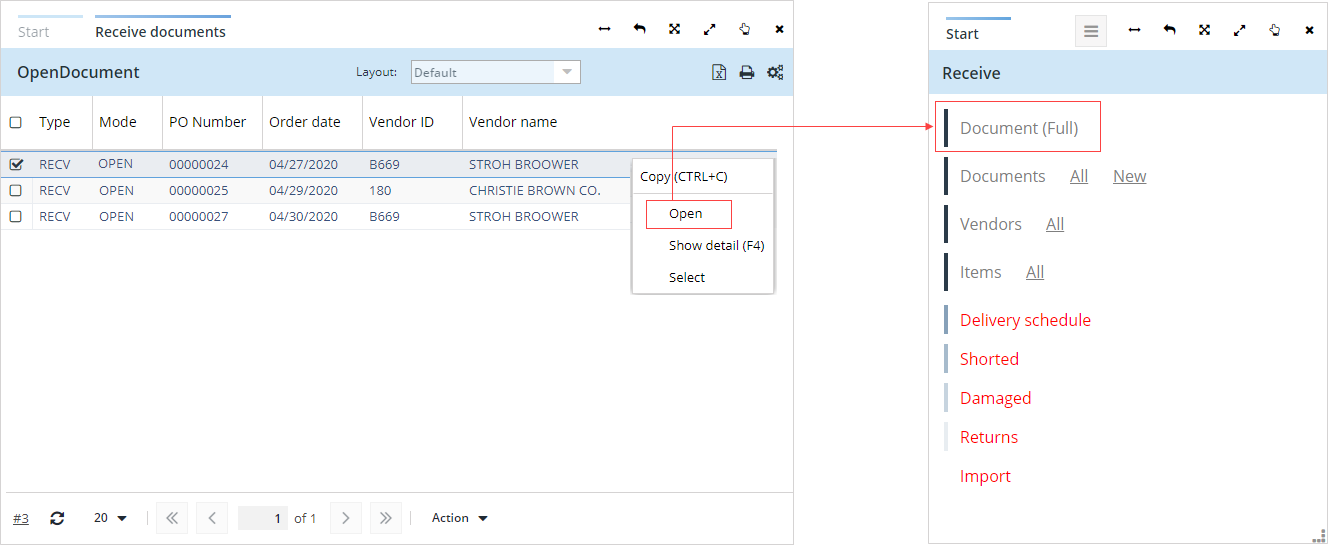 Start Receive documents
OpenDocument Layout: Default
Type Mode PO Number Order date Vendor ID Vendor name
RECV OPEN 00000024 04/27/2020 B669 STROH BROOWER
RECV OPEN 00000025 04/29/2020 180 CHRISTIE BROWN CO.
RECV OPEN 00000027 04/30/2020 B669 STROH BROOWER
Copy (CTRL+C)
Open
Show detail (F4)
Select
#3 20 1 of 1 Action
Start
Receive
Document (Full)
Documents All New
Vendors All
Items All
Delivery schedule
Shorted
Damaged
Returns
Import